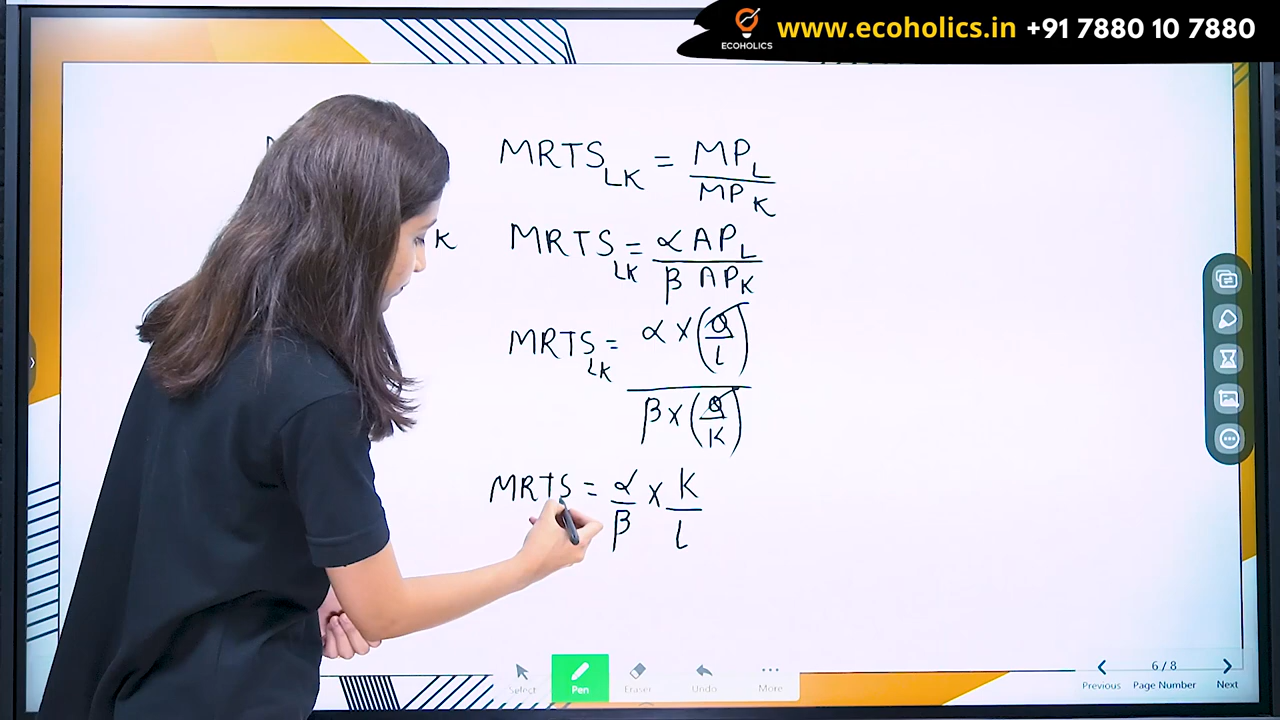 ECOHOLICS
www.ecoholics.in +91 7880 10 7880
MRTS_LK = MP_L / MP_K
K
MRTS_LK = α AP_L / β AP_K
MRTS_LK = α × (Q/L) / β × (Q/K)
MRTS = α/β × K/L
Select
Pen
Eraser
Undo
More
Previous
6 / 8
Page Number
Next